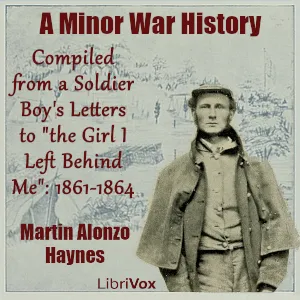 A Minor War History
Compiled
from a Soldier
Boy's Letters
to "the Girl I
Left Behind
Me": 1861-1864
Martin Alonzo
Haynes
LibriVox